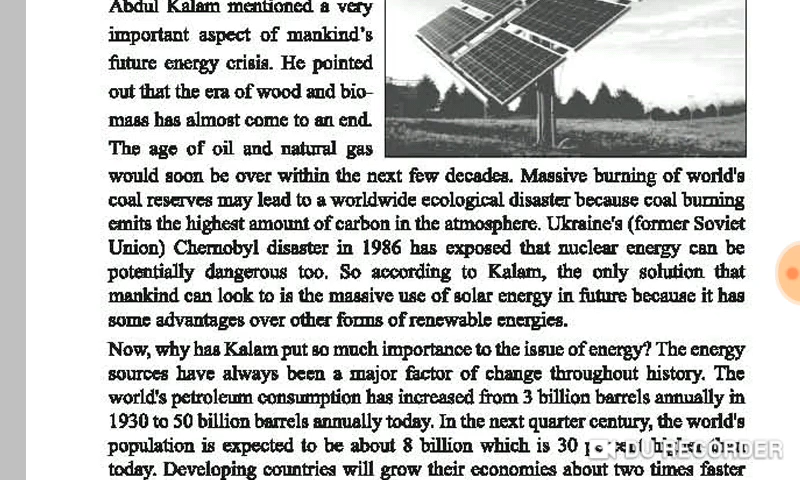 Abdul Kalam mentioned a very
important aspect of mankind's
future energy crisis. He pointed
out that the era of wood and bio-
mass has almost come to an end.
The age of oil and natural gas
would soon be over within the next few decades. Massive burning of world's
coal reserves may lead to a worldwide ecological disaster because coal burning
emits the highest amount of carbon in the atmosphere. Ukraine's (former Soviet
Union) Chernobyl disaster in 1986 has exposed that nuclear energy can be
potentially dangerous too. So according to Kalam, the only solution that
mankind can look to is the massive use of solar energy in future because it has
some advantages over other forms of renewable energies.
Now, why has Kalam put so much importance to the issue of energy? The energy
sources have always been a major factor of change throughout history. The
world's petroleum consumption has increased from 3 billion barrels annually in
1930 to 50 billion barrels annually today. In the next quarter century, the world's
population is expected to be about 8 billion which is 30 higher than
DU RECORDER
today. Developing countries will grow their economies about two times faster